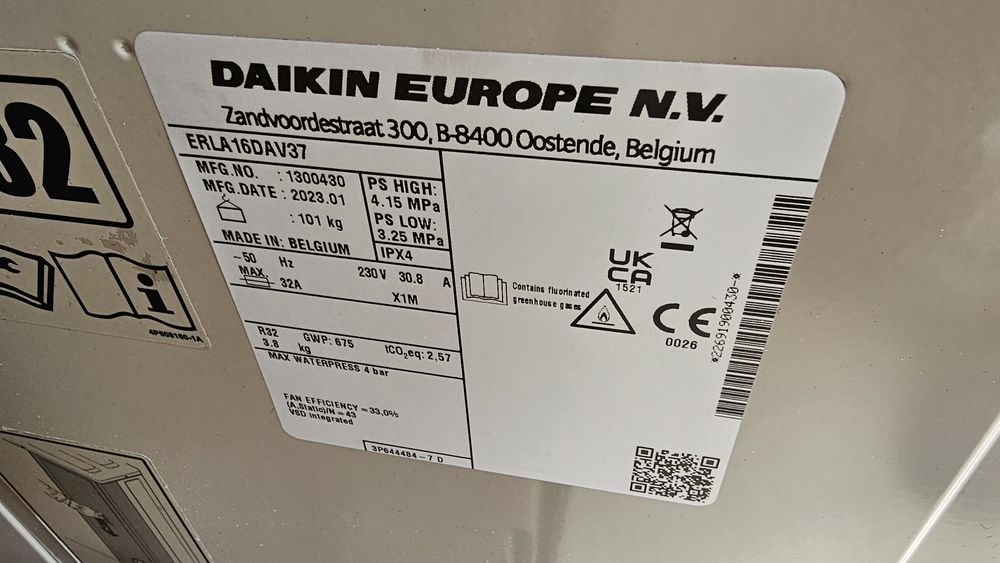 DAIKIN EUROPE N.V.
Zandvoordestraat 300, B-8400 Oostende, Belgium
ERLA16DAV37
MFG.NO. : 1300430
MFG.DATE : 2023.01
: 101 kg
MADE IN: BELGIUM
PS HIGH:
4.15 MPa
PS LOW:
3.25 MPa
IPX4
~50 Hz 230V 30.8 A
MAX 32A
X1M
R32 GWP: 675 tCO₂eq: 2,57
3.8 kg
MAX WATERPRESS 4 bar
FAN EFFICIENCY = 33,0%
(A.Static)/N = 43
VSD integrated
3P644484-7 D
Contains fluorinated
greenhouse gases
UK
CA
1521
CE
0026
*22691900430-*
32
4P608160-1A